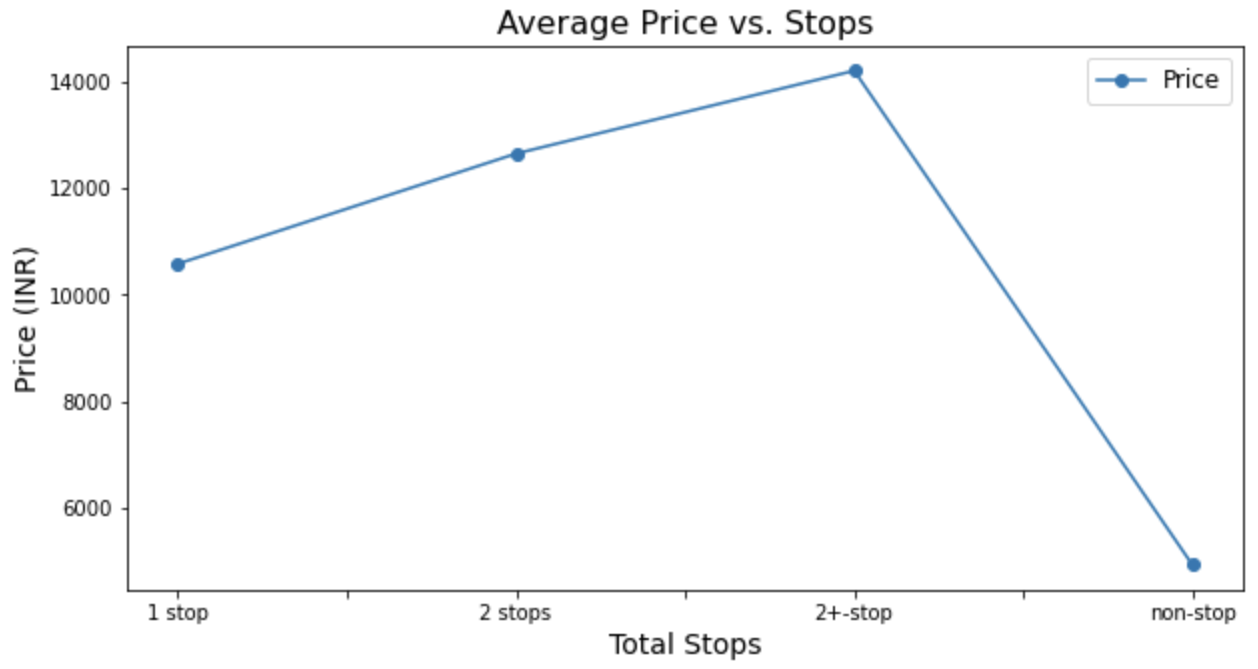 Average Price vs. Stops
Price
14000
12000
10000
8000
6000
Price (INR)
1 stop
2 stops
2+-stop
non-stop
Total Stops